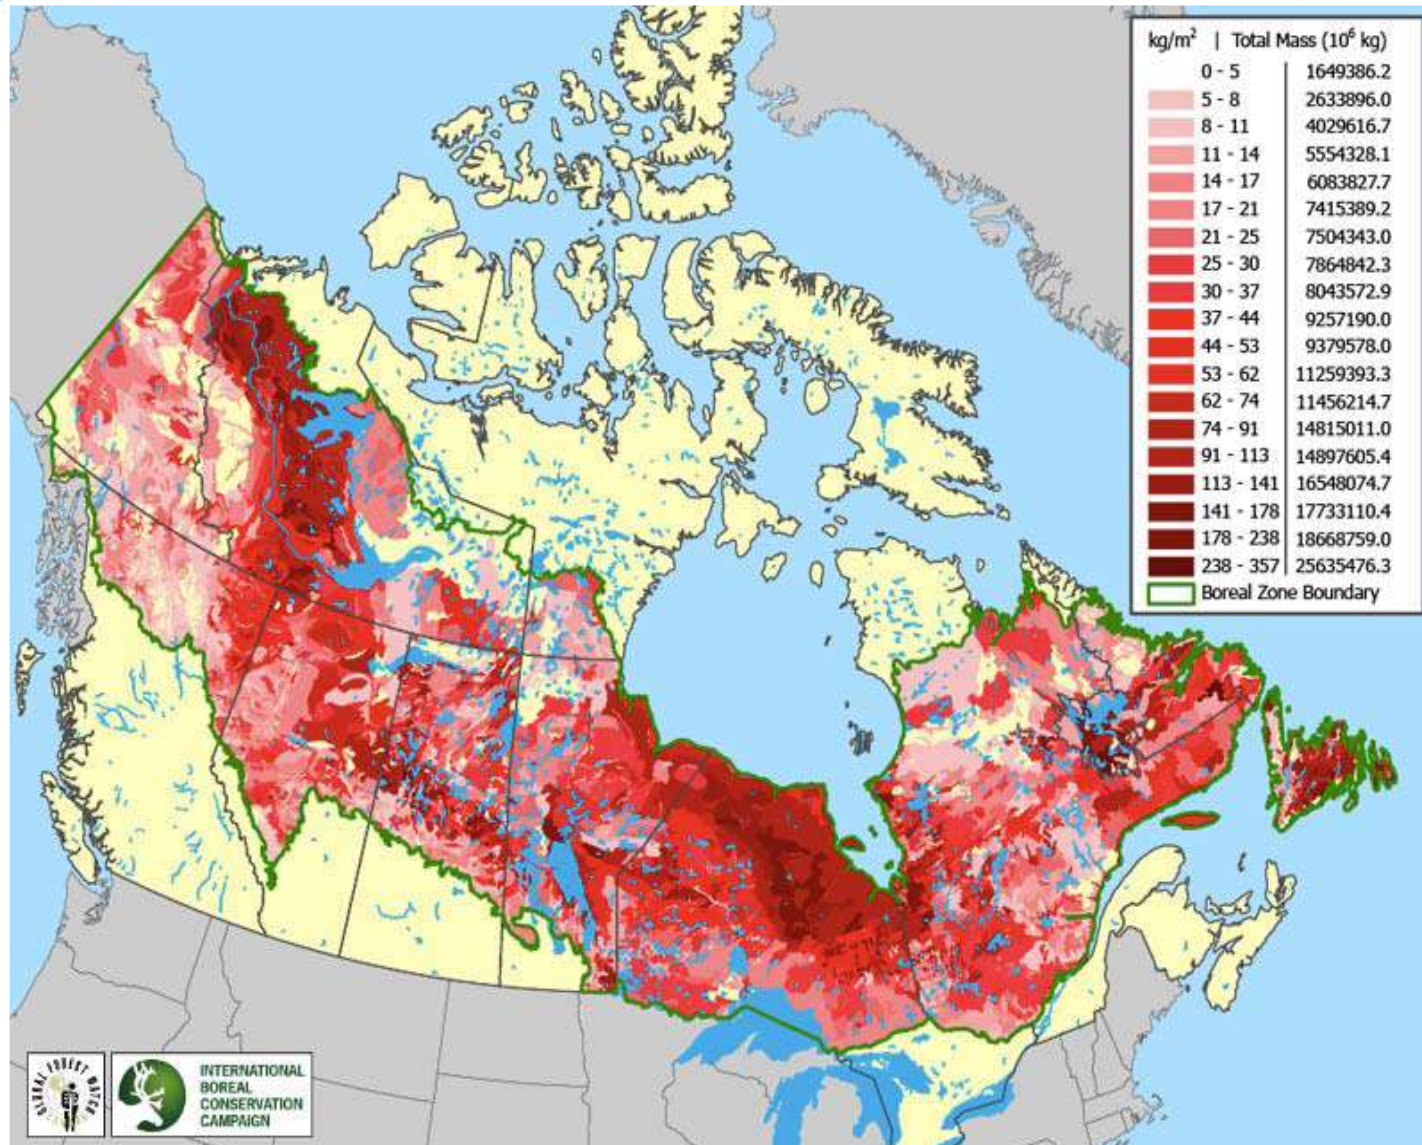 kg/m² | Total Mass (10⁶ kg)
0 - 5 1649386.2
5 - 8 2633896.0
8 - 11 4029616.7
11 - 14 5554328.1
14 - 17 6083827.7
17 - 21 7415389.2
21 - 25 7504343.0
25 - 30 7864842.3
30 - 37 8043572.9
37 - 44 9257190.0
44 - 53 9379578.0
53 - 62 11259393.3
62 - 74 11456214.7
74 - 91 14815011.0
91 - 113 14897605.4
113 - 141 16548074.7
141 - 178 17733110.4
178 - 238 18668759.0
238 - 357 25635476.3
Boreal Zone Boundary
GLOBAL FOREST WATCH
INTERNATIONAL
BOREAL
CONSERVATION
CAMPAIGN